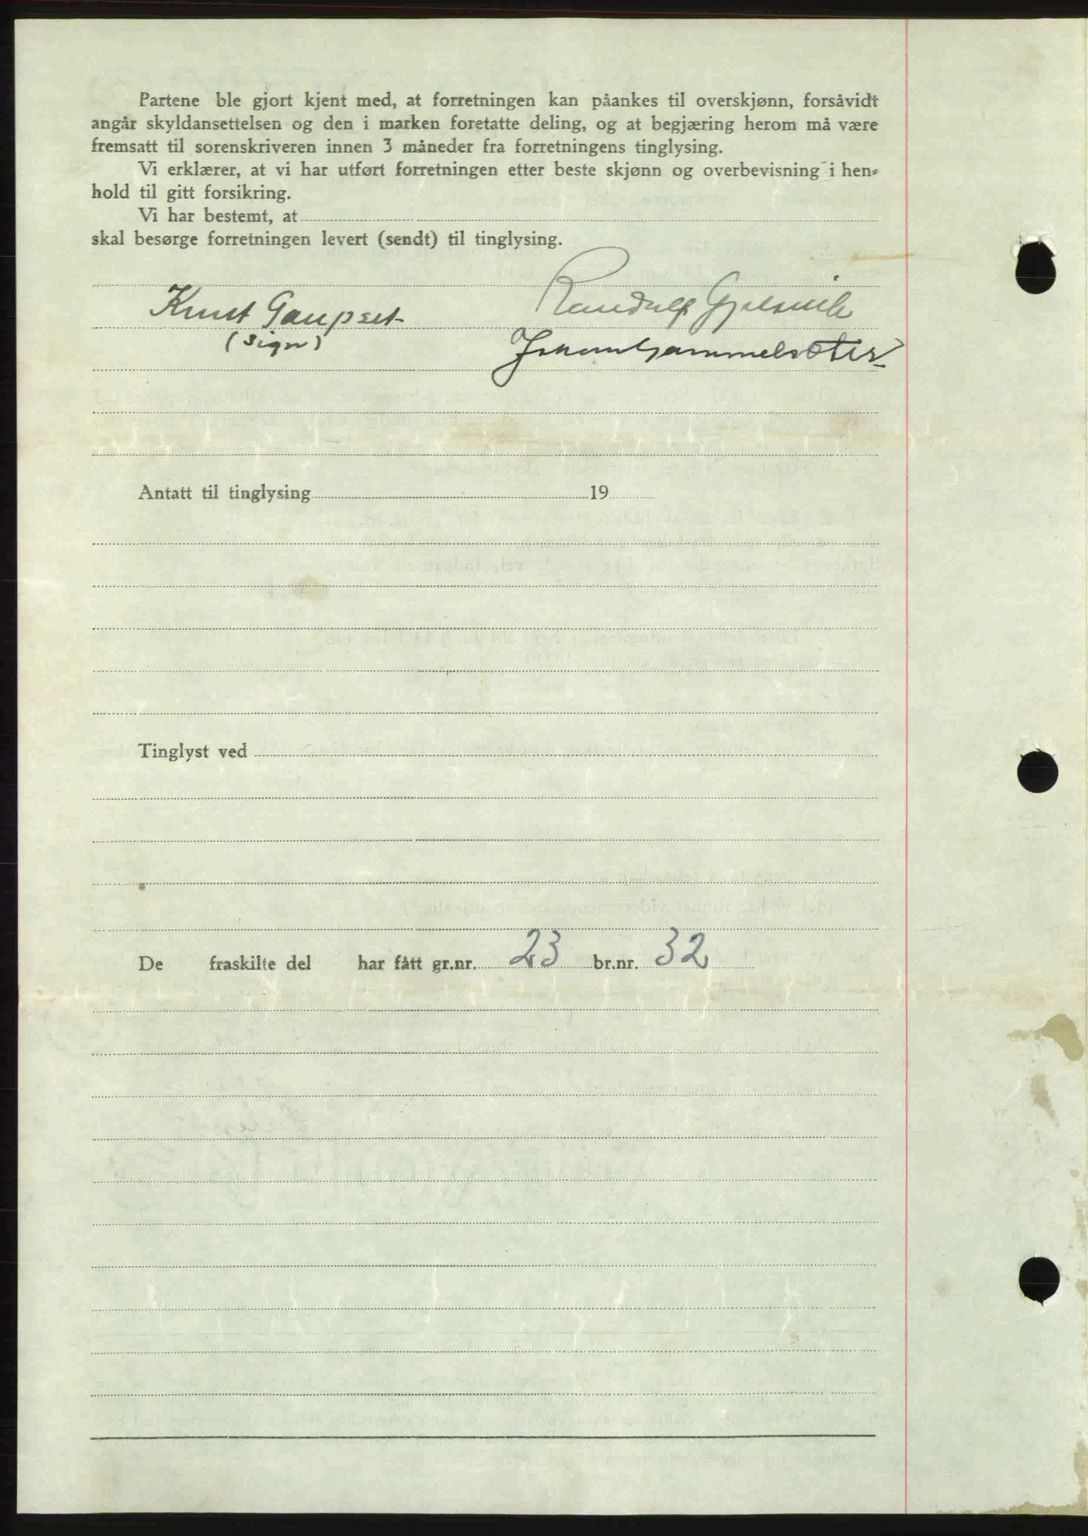 Partene ble gjort kjent med, at forretningen kan påankes til overskjønn, forsåvidt
angår skyldansettelsen og den i marken foretatte deling, og at begjæring herom må være
fremsatt til sorenskriveren innen 3 måneder fra forretningens tinglysing.
Vi erklærer, at vi har utført forretningen etter beste skjønn og overbevisning i hen-
hold til gitt forsikring.
Vi har bestemt, at
skal besørge forretningen levert (sendt) til tinglysing.
Knut Gaupset Randulf Gjelsvik
(sign) Gammelsæter
Antatt til tinglysing 19
Tinglyst ved
De fraskilte del har fått gr.nr. 23 br.nr. 32